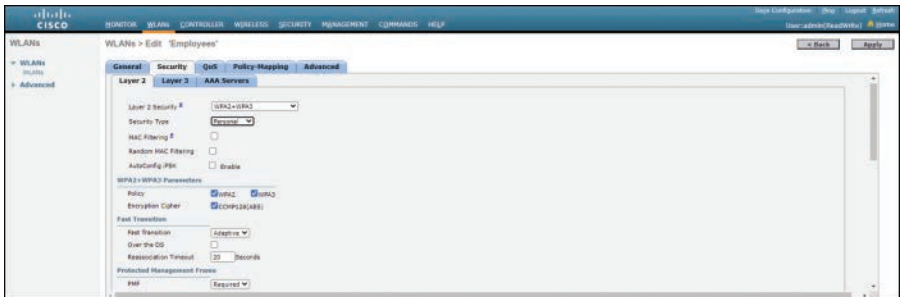 Save Configuration Ping Logout Refresh
CISCO
MONITOR WLANs CONTROLLER WIRELESS SECURITY MANAGEMENT COMMANDS HELP
User:admin(ReadWrite) Home
WLANs
WLANs > Edit 'Employees'
< Back
Apply
WLANs
WLANs
Advanced
General Security QoS Policy-Mapping Advanced
Layer 2 Layer 3 AAA Servers
Layer 2 Security WPA2+WPA3
Security Type Personal
MAC Filtering
Random MAC Filtering
AutoConfig iPSK Enable
WPA2+WPA3 Parameters
Policy WPA2 WPA3
Encryption Cipher CCMP128(AES)
Fast Transition
Fast Transition Adaptive
Over the DS
Reassociation Timeout 20 Seconds
Protected Management Frame
PMF Required